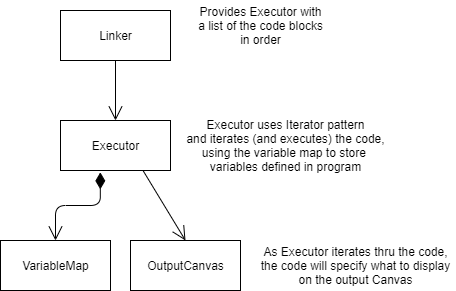 Provides Executor with
a list of the code blocks
in order
Linker
Executor uses Iterator pattern
and iterates (and executes) the code,
using the variable map to store
variables defined in program
Executor
VariableMap
OutputCanvas
As Executor iterates thru the code,
the code will specify what to display
on the output Canvas